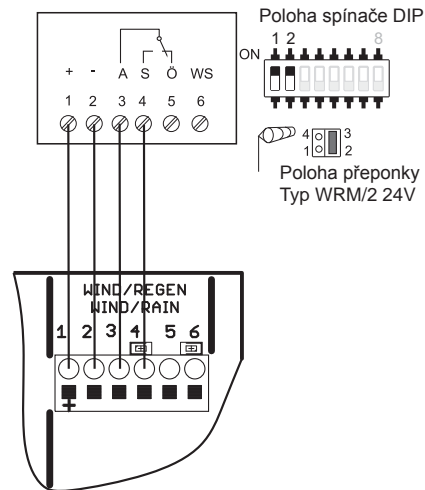 Poloha spínače DIP
1 2 8
ON
+ - A S Ö WS
1 2 3 4 5 6
4 3
1 2
Poloha přeponky
Typ WRM/2 24V
WIND/REGEN
WIND/RAIN
1 2 3 4 5 6
+